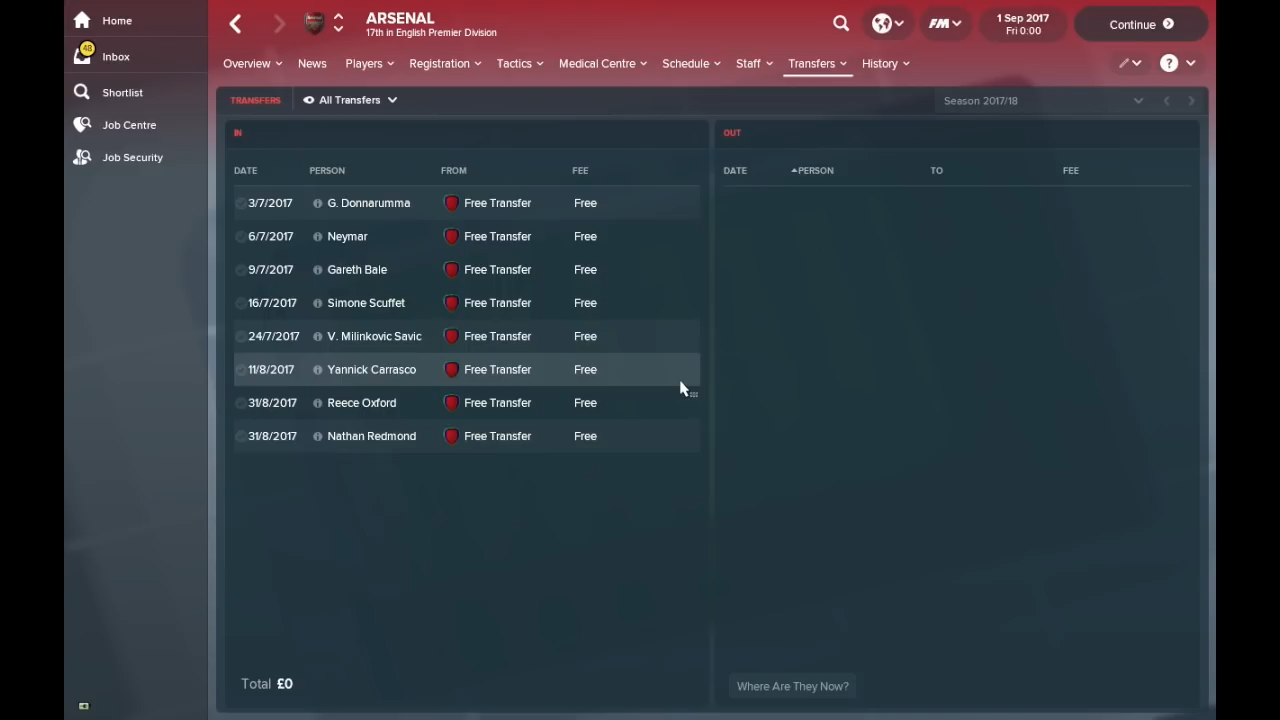 Home
48
Inbox
Shortlist
Job Centre
Job Security
ARSENAL
17th in English Premier Division
FM
1 Sep 2017
Fri 0:00
Continue
Overview News Players Registration Tactics Medical Centre Schedule Staff Transfers History ?
TRANSFERS All Transfers Season 2017/18
IN
DATE PERSON FROM FEE
3/7/2017 G. Donnarumma Free Transfer Free
6/7/2017 Neymar Free Transfer Free
9/7/2017 Gareth Bale Free Transfer Free
16/7/2017 Simone Scuffet Free Transfer Free
24/7/2017 V. Milinkovic Savic Free Transfer Free
11/8/2017 Yannick Carrasco Free Transfer Free
31/8/2017 Reece Oxford Free Transfer Free
31/8/2017 Nathan Redmond Free Transfer Free
Total £0
OUT
DATE PERSON TO FEE
Where Are They Now?